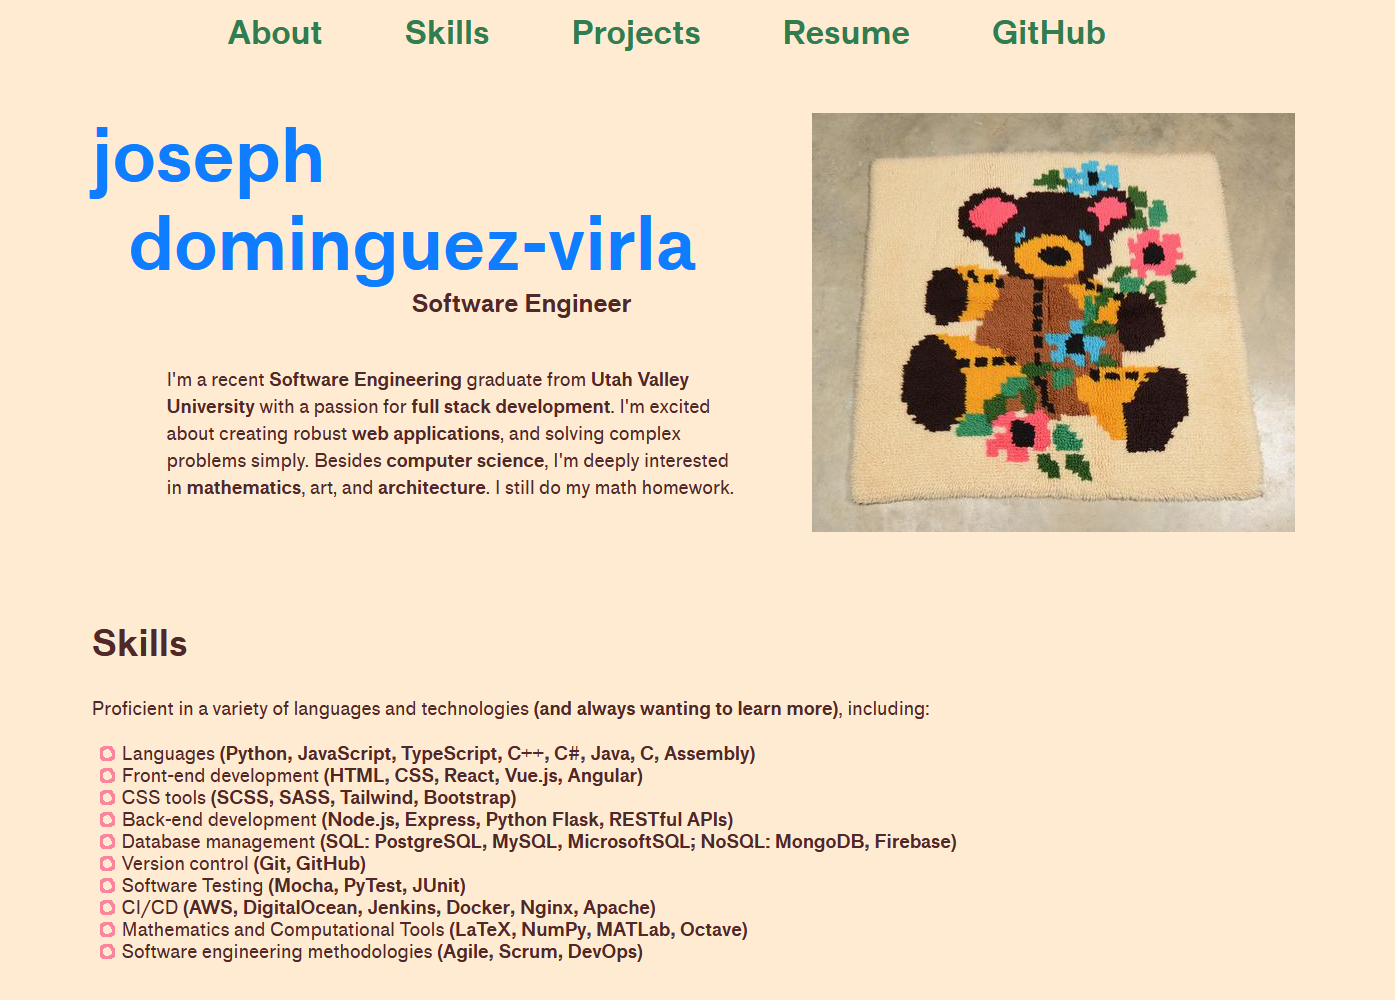 About Skills Projects Resume GitHub
joseph
dominguez-virla
Software Engineer
I'm a recent Software Engineering graduate from Utah Valley
University with a passion for full stack development. I'm excited
about creating robust web applications, and solving complex
problems simply. Besides computer science, I'm deeply interested
in mathematics, art, and architecture. I still do my math homework.
Skills
Proficient in a variety of languages and technologies (and always wanting to learn more), including:
Languages (Python, JavaScript, TypeScript, C++, C#, Java, C, Assembly)
Front-end development (HTML, CSS, React, Vue.js, Angular)
CSS tools (SCSS, SASS, Tailwind, Bootstrap)
Back-end development (Node.js, Express, Python Flask, RESTful APIs)
Database management (SQL: PostgreSQL, MySQL, MicrosoftSQL; NoSQL: MongoDB, Firebase)
Version control (Git, GitHub)
Software Testing (Mocha, PyTest, JUnit)
CI/CD (AWS, DigitalOcean, Jenkins, Docker, Nginx, Apache)
Mathematics and Computational Tools (LaTeX, NumPy, MATLab, Octave)
Software engineering methodologies (Agile, Scrum, DevOps)